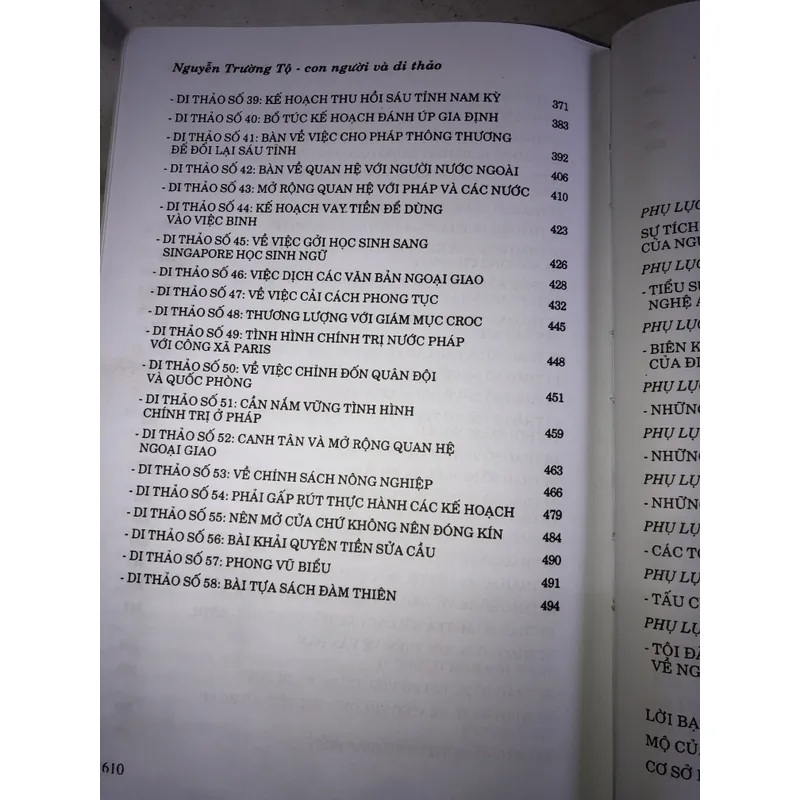 Nguyễn Trường Tộ - con người và di thảo
- DI THẢO SỐ 39: KẾ HOẠCH THU HỒI SÁU TỈNH NAM KỲ 371
- DI THẢO SỐ 40: BỔ TÚC KẾ HOẠCH ĐÁNH ÚP GIA ĐỊNH 383
- DI THẢO SỐ 41: BÀN VỀ VIỆC CHO PHÁP THÔNG THƯƠNG
ĐỂ ĐỔI LẠI SÁU TỈNH 392
- DI THẢO SỐ 42: BÀN VỀ QUAN HỆ VỚI NGƯỜI NƯỚC NGOÀI 406
- DI THẢO SỐ 43: MỞ RỘNG QUAN HỆ VỚI PHÁP VÀ CÁC NƯỚC 410
- DI THẢO SỐ 44: KẾ HOẠCH VAY TIỀN ĐỂ DÙNG
VÀO VIỆC BINH 423
- DI THẢO SỐ 45: VỀ VIỆC GỞI HỌC SINH SANG
SINGAPORE HỌC SINH NGỮ 426
- DI THẢO SỐ 46: VIỆC DỊCH CÁC VĂN BẢN NGOẠI GIAO 428
- DI THẢO SỐ 47: VỀ VIỆC CẢI CÁCH PHONG TỤC 432
- DI THẢO SỐ 48: THƯƠNG LƯỢNG VỚI GIÁM MỤC CROC 445
- DI THẢO SỐ 49: TÌNH HÌNH CHÍNH TRỊ NƯỚC PHÁP
VỚI CÔNG XÃ PARIS 448
- DI THẢO SỐ 50: VỀ VIỆC CHỈNH ĐỐN QUÂN ĐỘI
VÀ QUỐC PHÒNG 451
- DI THẢO SỐ 51: CẦN NẮM VỮNG TÌNH HÌNH
CHÍNH TRỊ Ở PHÁP 459
- DI THẢO SỐ 52: CANH TÂN VÀ MỞ RỘNG QUAN HỆ
NGOẠI GIAO 463
- DI THẢO SỐ 53: VỀ CHÍNH SÁCH NÔNG NGHIỆP 466
- DI THẢO SỐ 54: PHẢI GẤP RÚT THỰC HÀNH CÁC KẾ HOẠCH 479
- DI THẢO SỐ 55: NÊN MỞ CỬA CHỨ KHÔNG NÊN ĐÓNG KÍN 484
- DI THẢO SỐ 56: BÀI KHẢI QUYÊN TIỀN SỬA CẦU 490
- DI THẢO SỐ 57: PHONG VŨ BIỂU 491
- DI THẢO SỐ 58: BÀI TỰA SÁCH ĐÀM THIÊN 494
610
PHỤ LỤC
SỰ TÍCH
CỦA
PHỤ LỤC
- TIỂU
NGHỆ
PHỤ LỤC
- BIÊN
CỦA
PHỤ LỤC
- NHỮNG
PHỤ LỤC
- NHỮNG
PHỤ LỤC
- NHỮNG
PHỤ LỤC
- CÁC
PHỤ LỤC
- TẤU
PHỤ
- TỘI
VỀ
LỜI
MỘ
CƠ SỞ